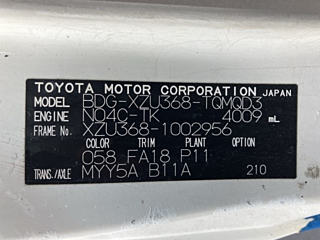 TOYOTA MOTOR CORPORATION JAPAN
MODEL BDG-XZU368-TQMQD3
ENGINE N04C-TK 4009 mL
FRAME No. XZU368-1002956
COLOR TRIM PLANT OPTION
058 FA18 P11
TRANS./AXLE MYY5A B11A 210